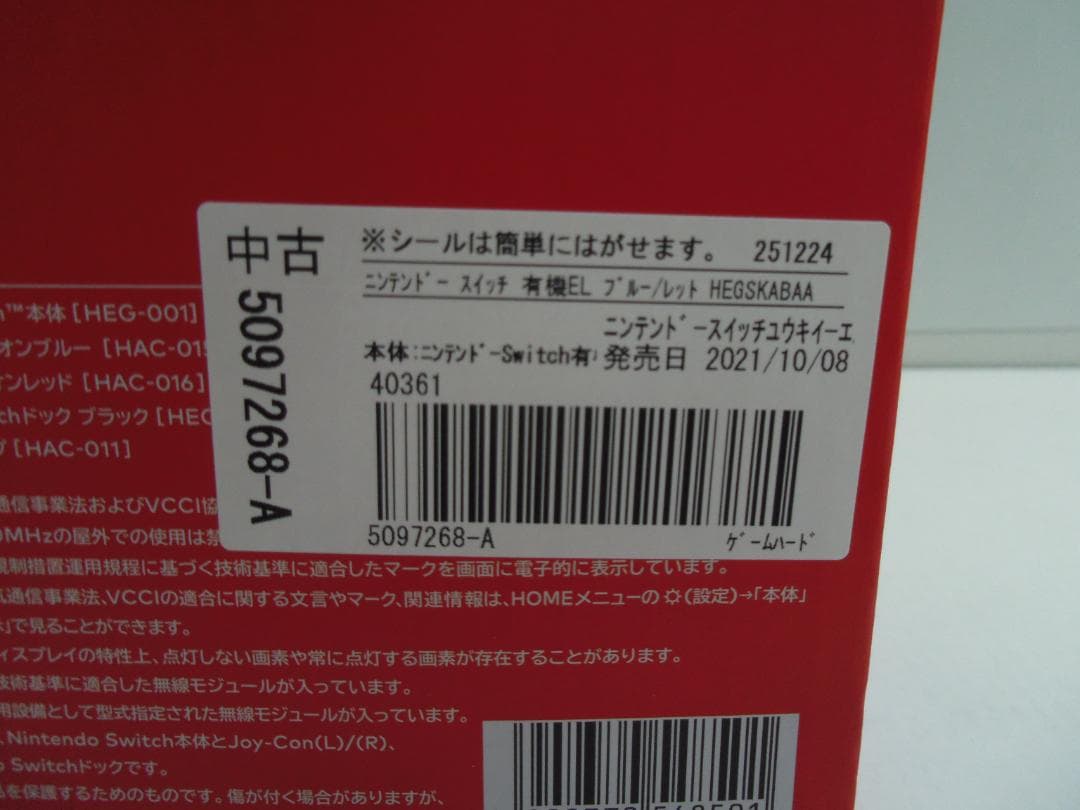 中古
5097268-A
※シールは簡単にはがせます。 251224
ニンテンドー スイッチ 有機EL ブルー/レット HEGSKABAA
ニンテンドースイッチユウキイーエ
本体:ニンテンドーSwitch有 発売日 2021/10/08
40361
5097268-A ゲームハード
™本体[HEG-001]
オンブルー [HAC-015
ンレッド [HAC-016]
chドック ブラック[HEG
[HAC-011]
通信事業法およびVCCI協
MHzの屋外での使用は禁
規制措置運用規程に基づく技術基準に適合したマークを画面に電子的に表示しています。
通信事業法、VCCIの適合に関する文言やマーク、関連情報は、HOMEメニューの(設定)→「本体」
」で見ることができます。
ィスプレイの特性上、点灯しない画素や常に点灯する画素が存在することがあります。
技術基準に適合した無線モジュールが入っています。
用設備として型式指定された無線モジュールが入っています。
、Nintendo Switch本体とJoy-Con(L)/(R)、
Switchドックです。
を保護するためのものです。傷が付く場合がありますが、